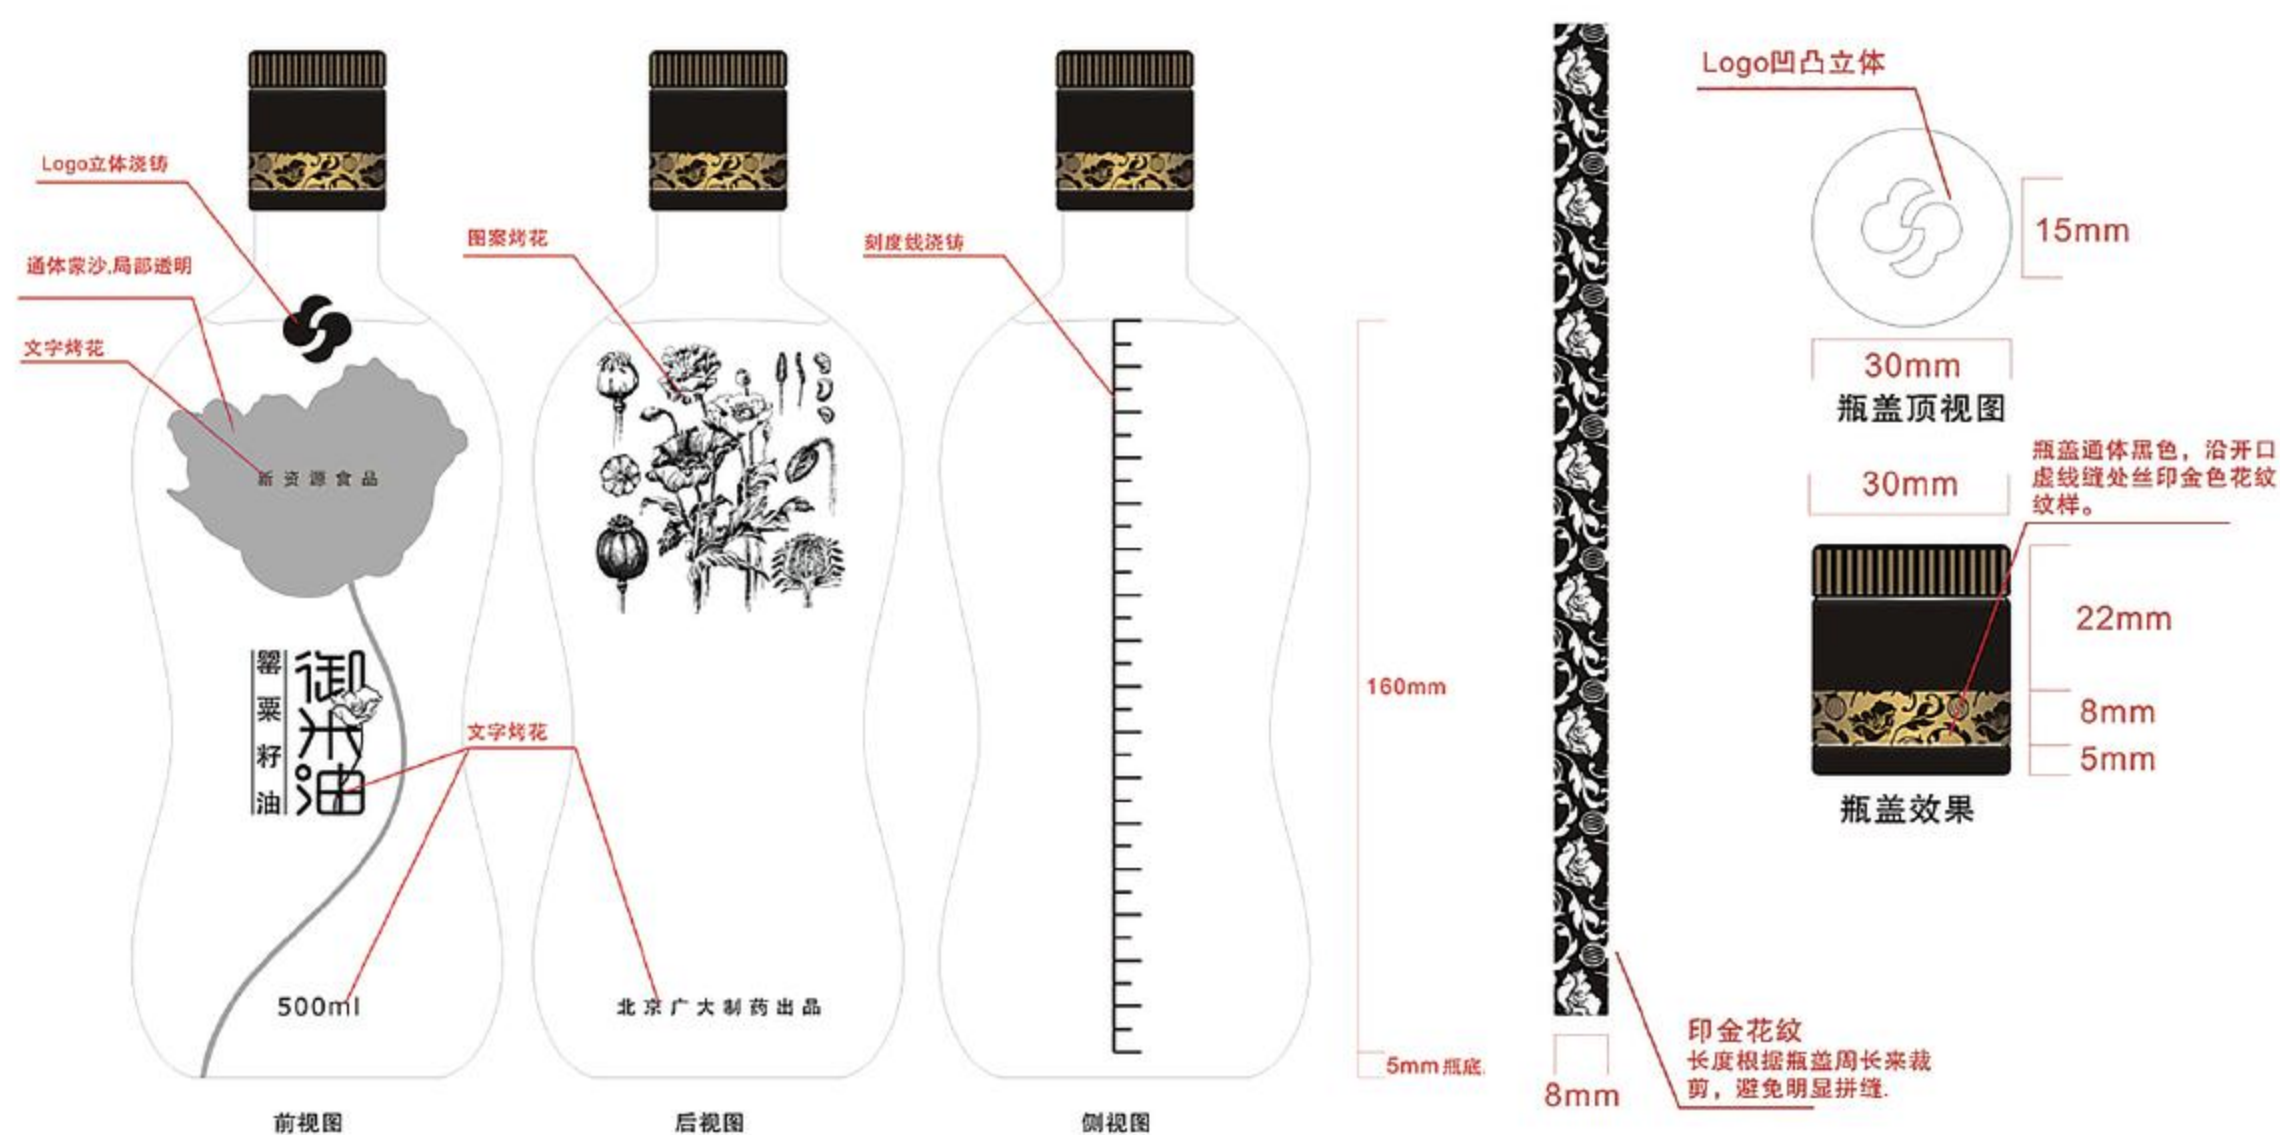 Logo立体浇铸
通体蒙沙,局部透明
文字烤花
新资源食品
罂粟籽油
御米油
500ml
前视图
图案烤花
文字烤花
北京广大制药出品
后视图
刻度线浇铸
侧视图
160mm
5mm瓶底.
8mm
印金花纹
长度根据瓶盖周长来裁
剪，避免明显拼缝.
Logo凹凸立体
15mm
30mm
瓶盖顶视图
瓶盖通体黑色，沿开口
虚线缝处丝印金色花纹
纹样。
30mm
22mm
8mm
5mm
瓶盖效果